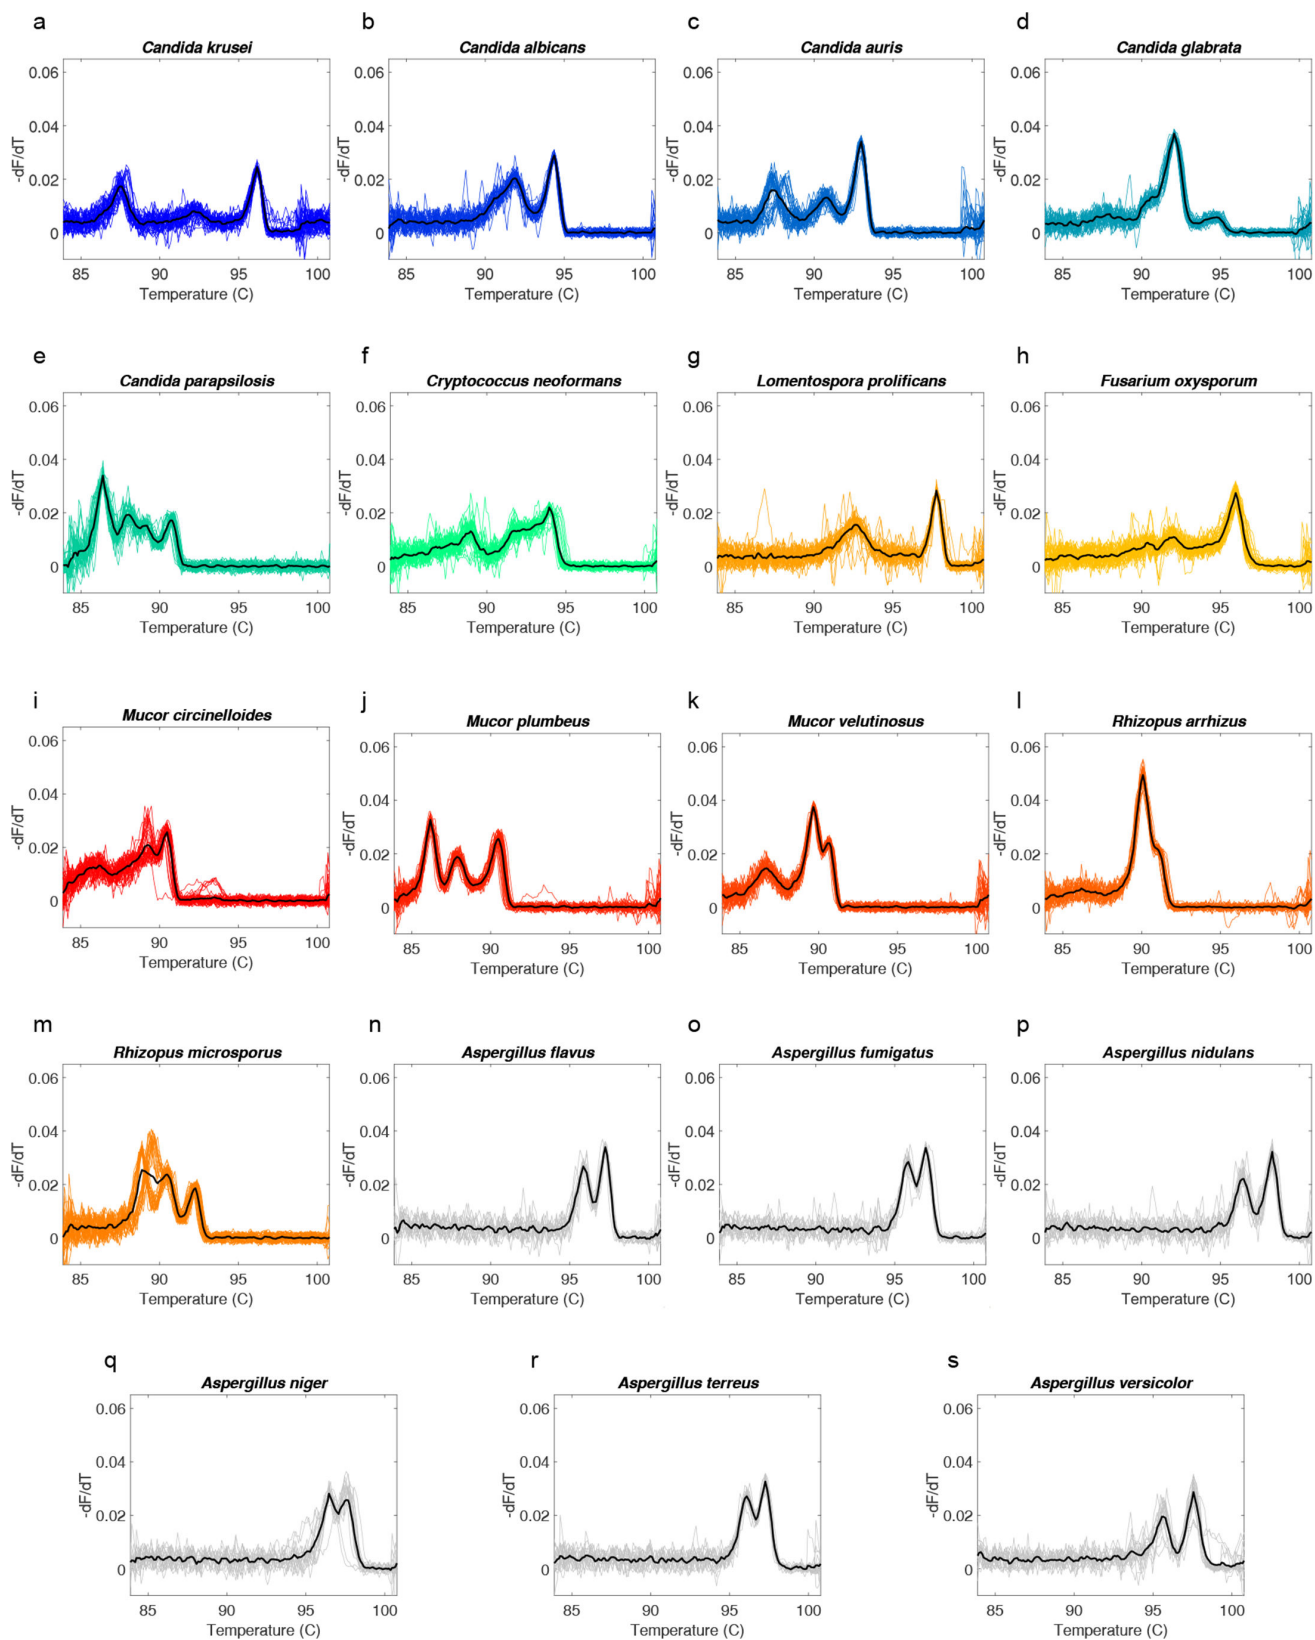 a
b
c
d
Candida krusei
Candida albicans
Candida auris
Candida glabrata
0.06
0.04
0.02
0
-dF/dT
85 90 95 100
Temperature (C)
0.06
0.04
0.02
0
-dF/dT
85 90 95 100
Temperature (C)
0.06
0.04
0.02
0
-dF/dT
85 90 95 100
Temperature (C)
0.06
0.04
0.02
0
-dF/dT
85 90 95 100
Temperature (C)
e
f
g
h
Candida parapsilosis
Cryptococcus neoformans
Lomentospora prolificans
Fusarium oxysporum
0.06
0.04
0.02
0
-dF/dT
85 90 95 100
Temperature (C)
0.06
0.04
0.02
0
-dF/dT
85 90 95 100
Temperature (C)
0.06
0.04
0.02
0
-dF/dT
85 90 95 100
Temperature (C)
0.06
0.04
0.02
0
-dF/dT
85 90 95 100
Temperature (C)
i
j
k
l
Mucor circinelloides
Mucor plumbeus
Mucor velutinosus
Rhizopus arrhizus
0.06
0.04
0.02
0
-dF/dT
85 90 95 100
Temperature (C)
0.06
0.04
0.02
0
-dF/dT
85 90 95 100
Temperature (C)
0.06
0.04
0.02
0
-dF/dT
85 90 95 100
Temperature (C)
0.06
0.04
0.02
0
-dF/dT
85 90 95 100
Temperature (C)
m
n
o
p
Rhizopus microsporus
Aspergillus flavus
Aspergillus fumigatus
Aspergillus nidulans
0.06
0.04
0.02
0
-dF/dT
85 90 95 100
Temperature (C)
0.06
0.04
0.02
0
-dF/dT
85 90 95 100
Temperature (C)
0.06
0.04
0.02
0
-dF/dT
85 90 95 100
Temperature (C)
0.06
0.04
0.02
0
-dF/dT
85 90 95 100
Temperature (C)
q
r
s
Aspergillus niger
Aspergillus terreus
Aspergillus versicolor
0.06
0.04
0.02
0
-dF/dT
85 90 95 100
Temperature (C)
0.06
0.04
0.02
0
-dF/dT
85 90 95 100
Temperature (C)
0.06
0.04
0.02
0
-dF/dT
85 90 95 100
Temperature (C)